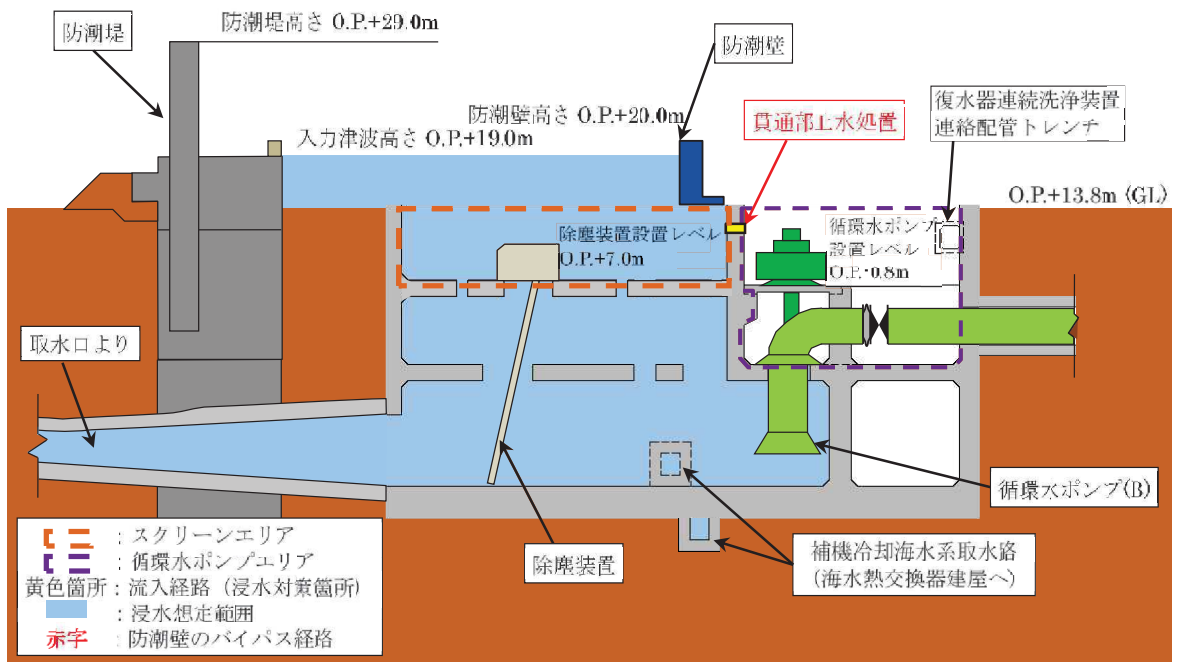 防潮堤高さ O.P.+29.0m
防潮堤
防潮壁
防潮壁高さ O.P.+20.0m
入力津波高さ O.P.+19.0m
貫通部止水処置
復水器連続洗浄装置
連絡配管トレンチ
O.P.+13.8m (GL)
除塵装置設置レベル
O.P.+7.0m
循環水ポンプ
設置レベル
O.P.-0.8m
取水口より
循環水ポンプ(B)
除塵装置
補機冷却海水系取水路
(海水熱交換器建屋へ)
：スクリーンエリア
：循環水ポンプエリア
黄色箇所：流入経路（浸水対策箇所）
：浸水想定範囲
赤字：防潮壁のバイパス経路